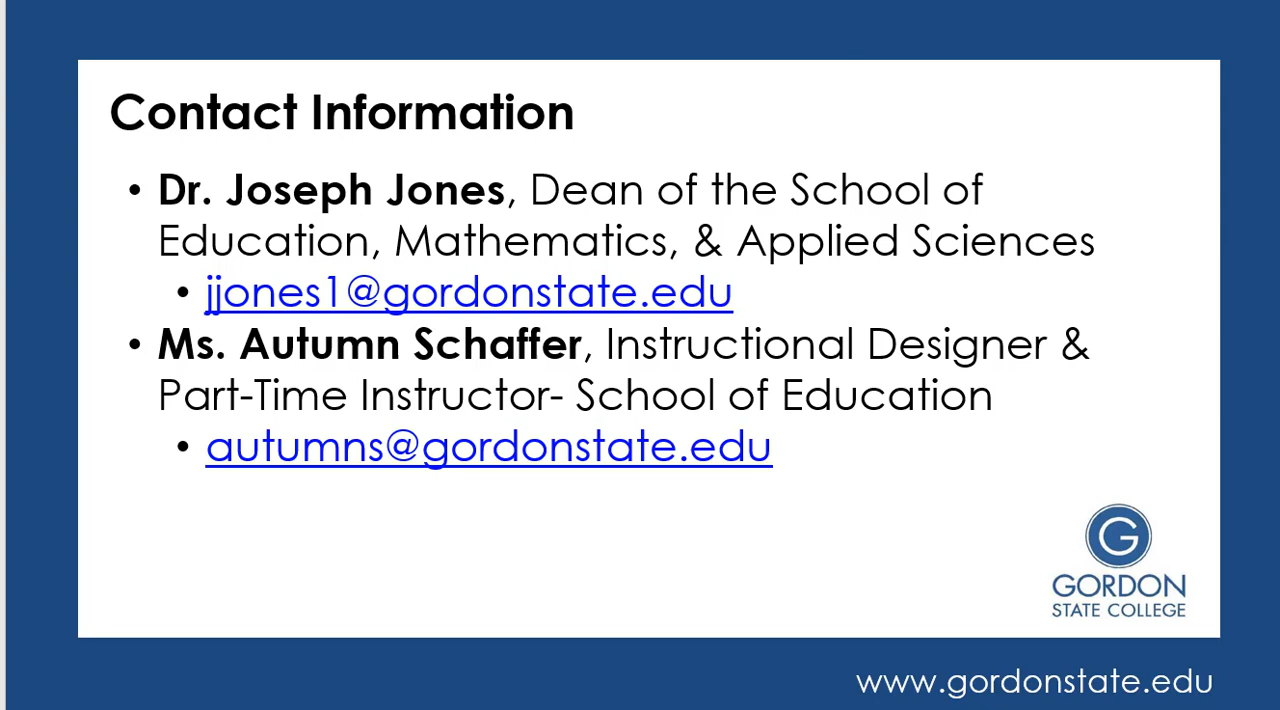 Contact Information
• Dr. Joseph Jones, Dean of the School of
Education, Mathematics, & Applied Sciences
• jjones1@gordonstate.edu
• Ms. Autumn Schaffer, Instructional Designer &
Part-Time Instructor- School of Education
• autumns@gordonstate.edu
G
GORDON
STATE COLLEGE
www.gordonstate.edu